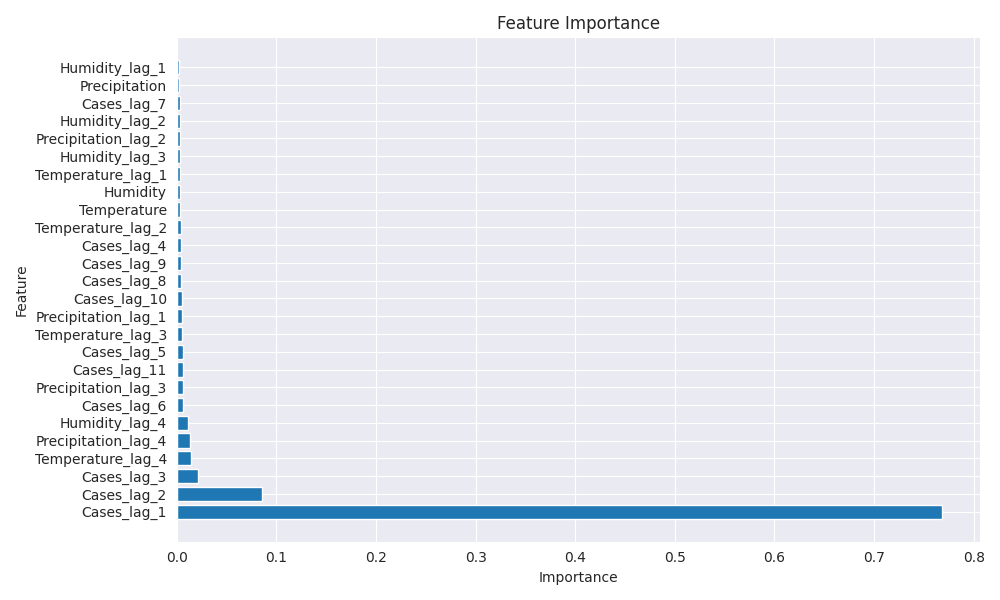 Feature Importance
Humidity_lag_1
Precipitation
Cases_lag_7
Humidity_lag_2
Precipitation_lag_2
Humidity_lag_3
Temperature_lag_1
Humidity
Temperature
Temperature_lag_2
Cases_lag_4
Cases_lag_9
Cases_lag_8
Cases_lag_10
Precipitation_lag_1
Temperature_lag_3
Cases_lag_5
Cases_lag_11
Precipitation_lag_3
Cases_lag_6
Humidity_lag_4
Precipitation_lag_4
Temperature_lag_4
Cases_lag_3
Cases_lag_2
Cases_lag_1
Feature
0.0 0.1 0.2 0.3 0.4 0.5 0.6 0.7 0.8
Importance